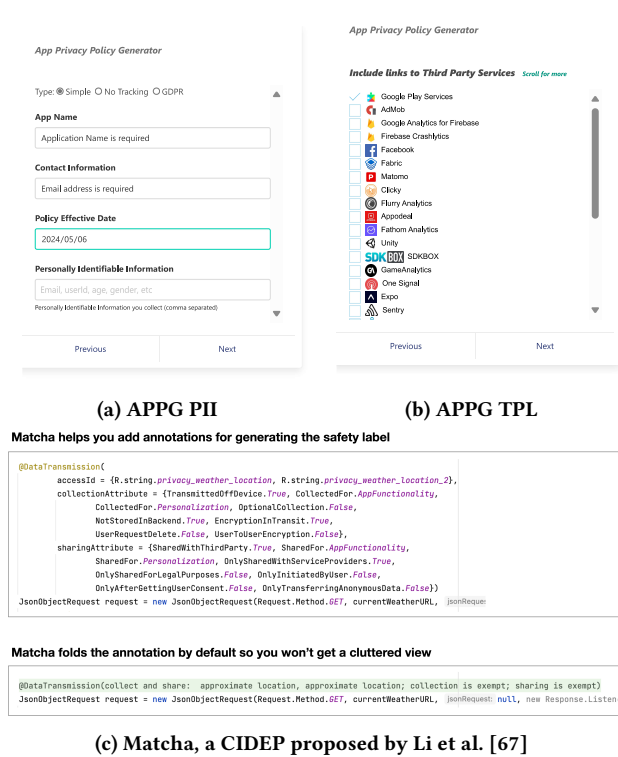 App Privacy Policy Generator
Type: Simple No Tracking GDPR
App Name
Application Name is required
Contact Information
Email address is required
Policy Effective Date
2024/05/06
Personally Identifiable Information
Email, userId, age, gender, etc
Personally Identifiable Information you collect (comma separated)
Previous Next
(a) APPG PII
App Privacy Policy Generator
Include links to Third Party Services Scroll for more
Google Play Services
AdMob
Google Analytics for Firebase
Firebase Crashlytics
Facebook
Fabric
Matomo
Clicky
Flurry Analytics
Appodeal
Fathom Analytics
Unity
SDKBOX SDKBOX
GameAnalytics
One Signal
Expo
Sentry
Previous Next
(b) APPG TPL
Matcha helps you add annotations for generating the safety label
@DataTransmission(
accessId = {R.string.privacy_weather_location, R.string.privacy_weather_location_2},
collectionAttribute = {TransmittedOffDevice.True, CollectedFor.AppFunctionality,
CollectedFor.Personalization, OptionalCollection.False,
NotStoredInBackend.True, EncryptionInTransit.True,
UserRequestDelete.False, UserToUserEncryption.False},
sharingAttribute = {SharedWithThirdParty.True, SharedFor.AppFunctionality,
SharedFor.Personalization, OnlySharedWithServiceProviders.True,
OnlySharedForLegalPurposes.False, OnlyInitiatedByUser.False,
OnlyAfterGettingUserConsent.False, OnlyTransferringAnonymousData.False})
JsonObjectRequest request = new JsonObjectRequest(Request.Method.GET, currentWeatherURL, jsonReques
Matcha folds the annotation by default so you won't get a cluttered view
@DataTransmission(collect and share: approximate location, approximate location; collection is exempt; sharing is exempt)
JsonObjectRequest request = new JsonObjectRequest(Request.Method.GET, currentWeatherURL, jsonRequest: null, new Response.Listen
(c) Matcha, a CIDEP proposed by Li et al. [67]